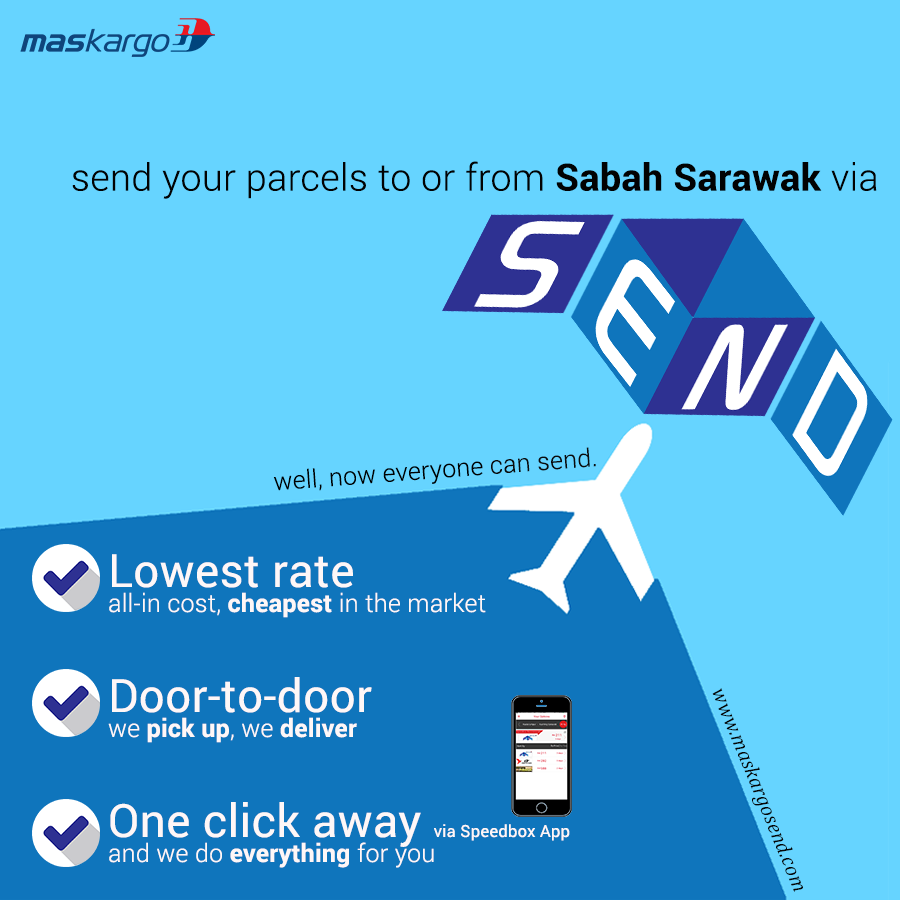 maskargo
send your parcels to or from Sabah Sarawak via
SEND
well, now everyone can send.
Lowest rate
all-in cost, cheapest in the market
Door-to-door
we pick up, we deliver
One click away via Speedbox App
and we do everything for you
www.maskargosend.com